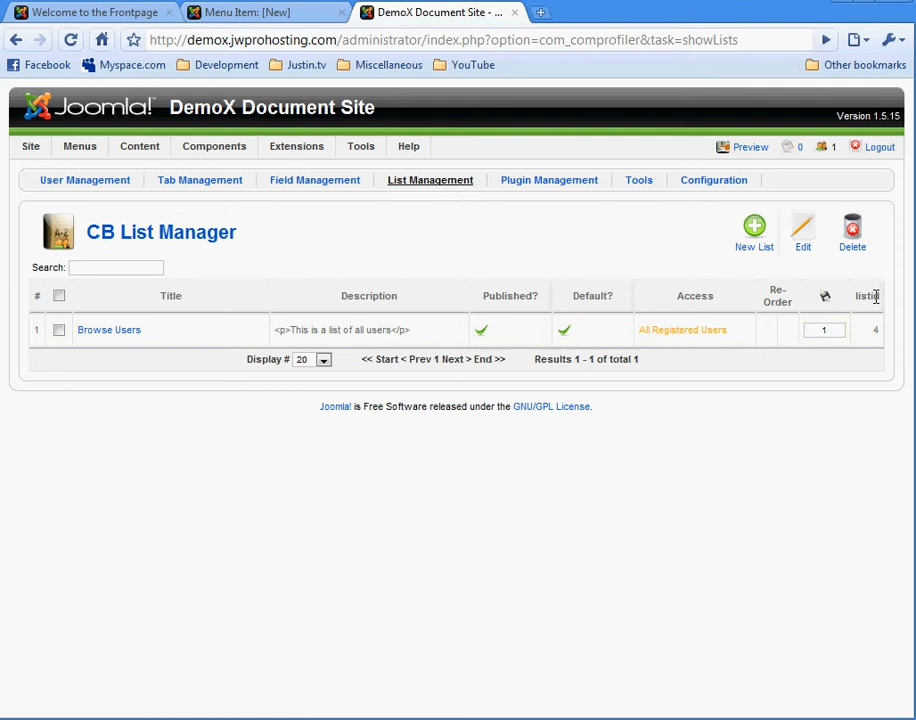 Welcome to the Frontpage
Menu Item: [New]
DemoX Document Site - ...
http://demox.jwprohosting.com/administrator/index.php?option=com_comprofiler&task=showLists
Facebook Myspace.com Development Justin.tv Miscellaneous YouTube Other bookmarks
Joomla! DemoX Document Site
Version 1.5.15
Site Menus Content Components Extensions Tools Help Preview 0 1 Logout
User Management Tab Management Field Management List Management Plugin Management Tools Configuration
A-Z
CB List Manager
New List Edit Delete
Search:
# Title Description Published? Default? Access Re-Order listid
1 Browse Users <p>This is a list of all users</p> All Registered Users 1 4
Display # 20 << Start < Prev 1 Next > End >> Results 1 - 1 of total 1
Joomla! is Free Software released under the GNU/GPL License.